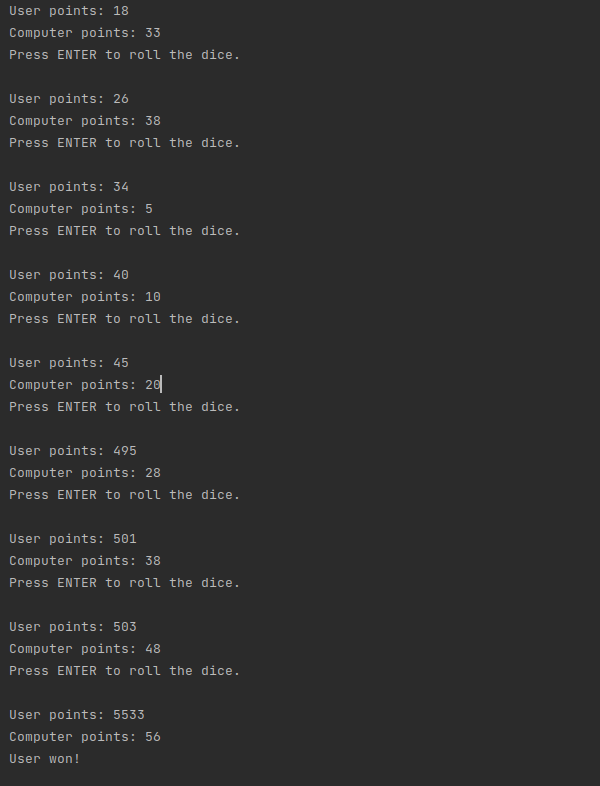 User points: 18
Computer points: 33
Press ENTER to roll the dice.
User points: 26
Computer points: 38
Press ENTER to roll the dice.
User points: 34
Computer points: 5
Press ENTER to roll the dice.
User points: 40
Computer points: 10
Press ENTER to roll the dice.
User points: 45
Computer points: 20
Press ENTER to roll the dice.
User points: 495
Computer points: 28
Press ENTER to roll the dice.
User points: 501
Computer points: 38
Press ENTER to roll the dice.
User points: 503
Computer points: 48
Press ENTER to roll the dice.
User points: 5533
Computer points: 56
User won!